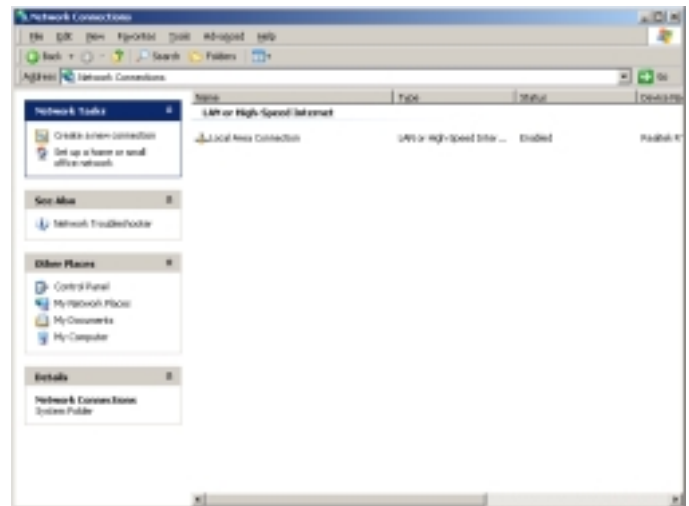 Network Connections
File Edit View Favorites Tools Advanced Help
Back Search Folders
Address Network Connections Go
Name Type Status Device Na
LAN or High-Speed Internet
Local Area Connection LAN or High-Speed Inter... Enabled Realtek R
Network Tasks
Create a new connection
Set up a home or small
office network
See Also
Network Troubleshooter
Other Places
Control Panel
My Network Places
My Documents
My Computer
Details
Network Connections
System Folder